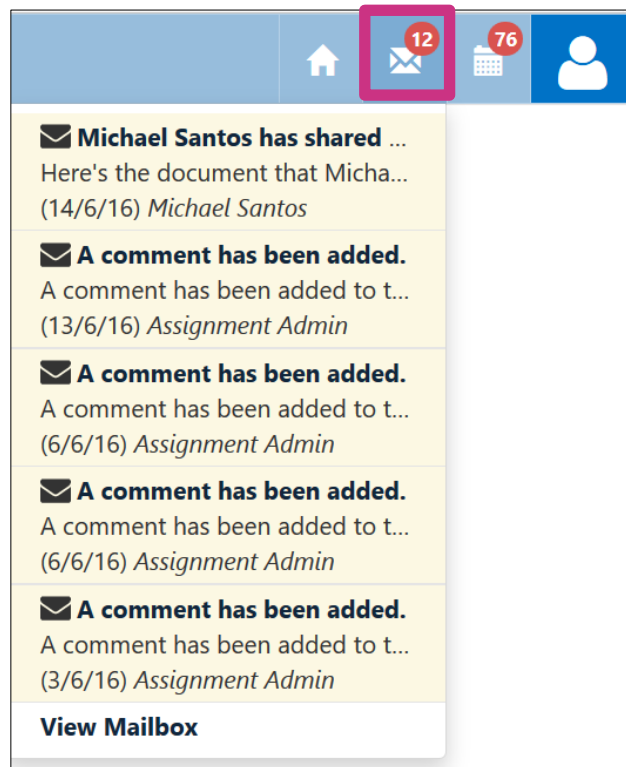 12
76
Michael Santos has shared ...
Here's the document that Micha...
(14/6/16) Michael Santos
A comment has been added.
A comment has been added to t...
(13/6/16) Assignment Admin
A comment has been added.
A comment has been added to t...
(6/6/16) Assignment Admin
A comment has been added.
A comment has been added to t...
(6/6/16) Assignment Admin
A comment has been added.
A comment has been added to t...
(3/6/16) Assignment Admin
View Mailbox